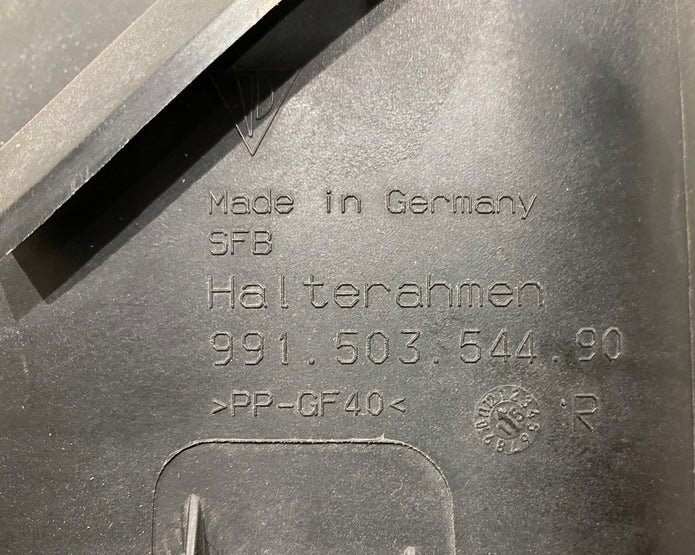 Made in Germany
SFB
Halterahmen
991.503.544.90
>PP-GF40< R